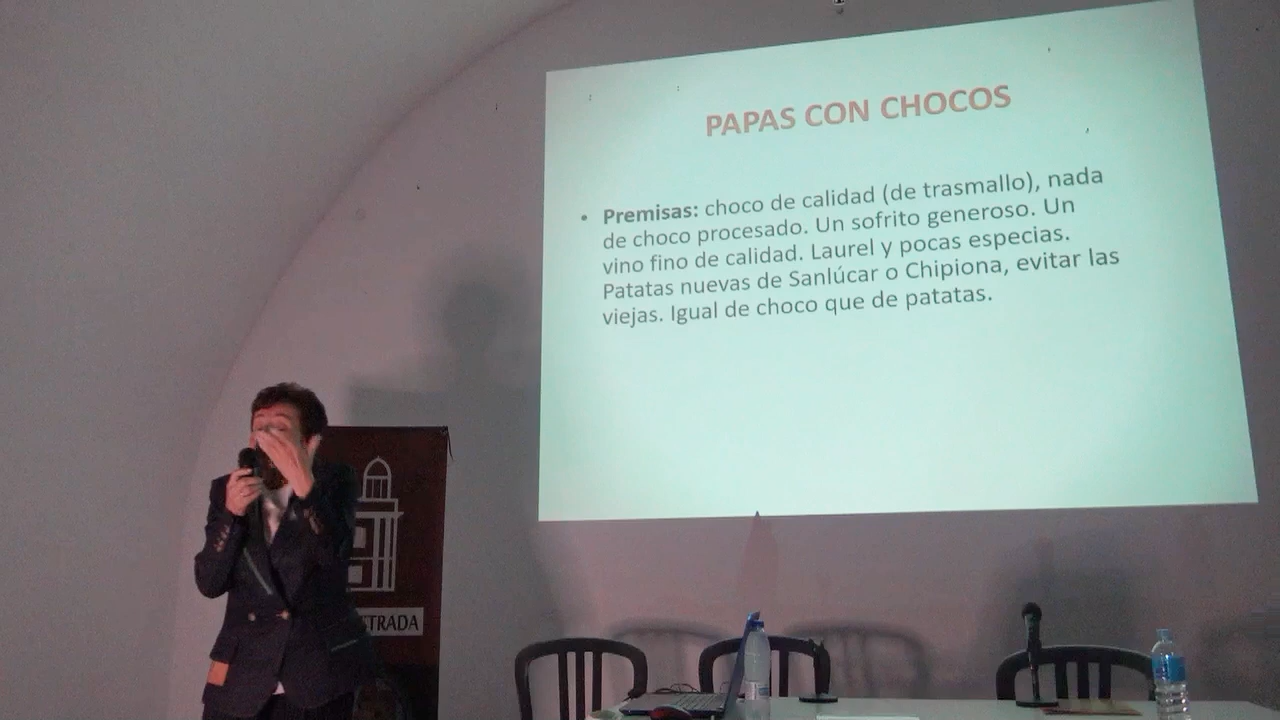 PAPAS CON CHOCOS
• Premisas: choco de calidad (de trasmallo), nada
de choco procesado. Un sofrito generoso. Un
vino fino de calidad. Laurel y pocas especias.
Patatas nuevas de Sanlúcar o Chipiona, evitar las
viejas. Igual de choco que de patatas.
STRADA